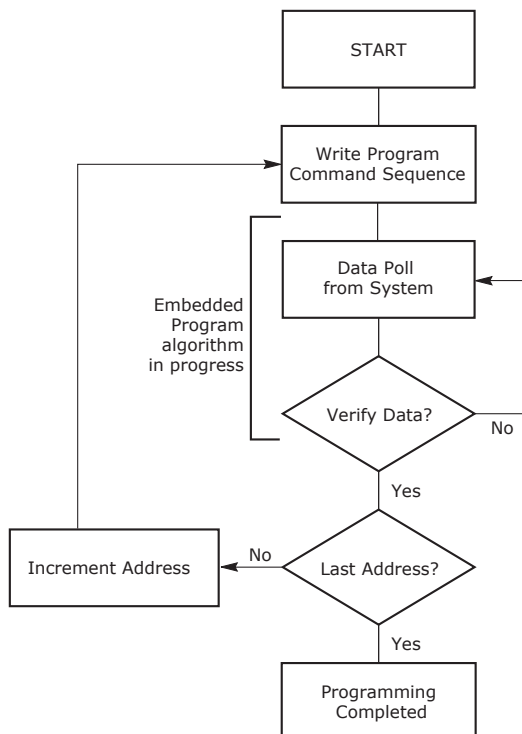 START
Write Program
Command Sequence
Data Poll
from System
Embedded
Program
algorithm
in progress
Verify Data?
No
Yes
Increment Address
No
Last Address?
Yes
Programming
Completed